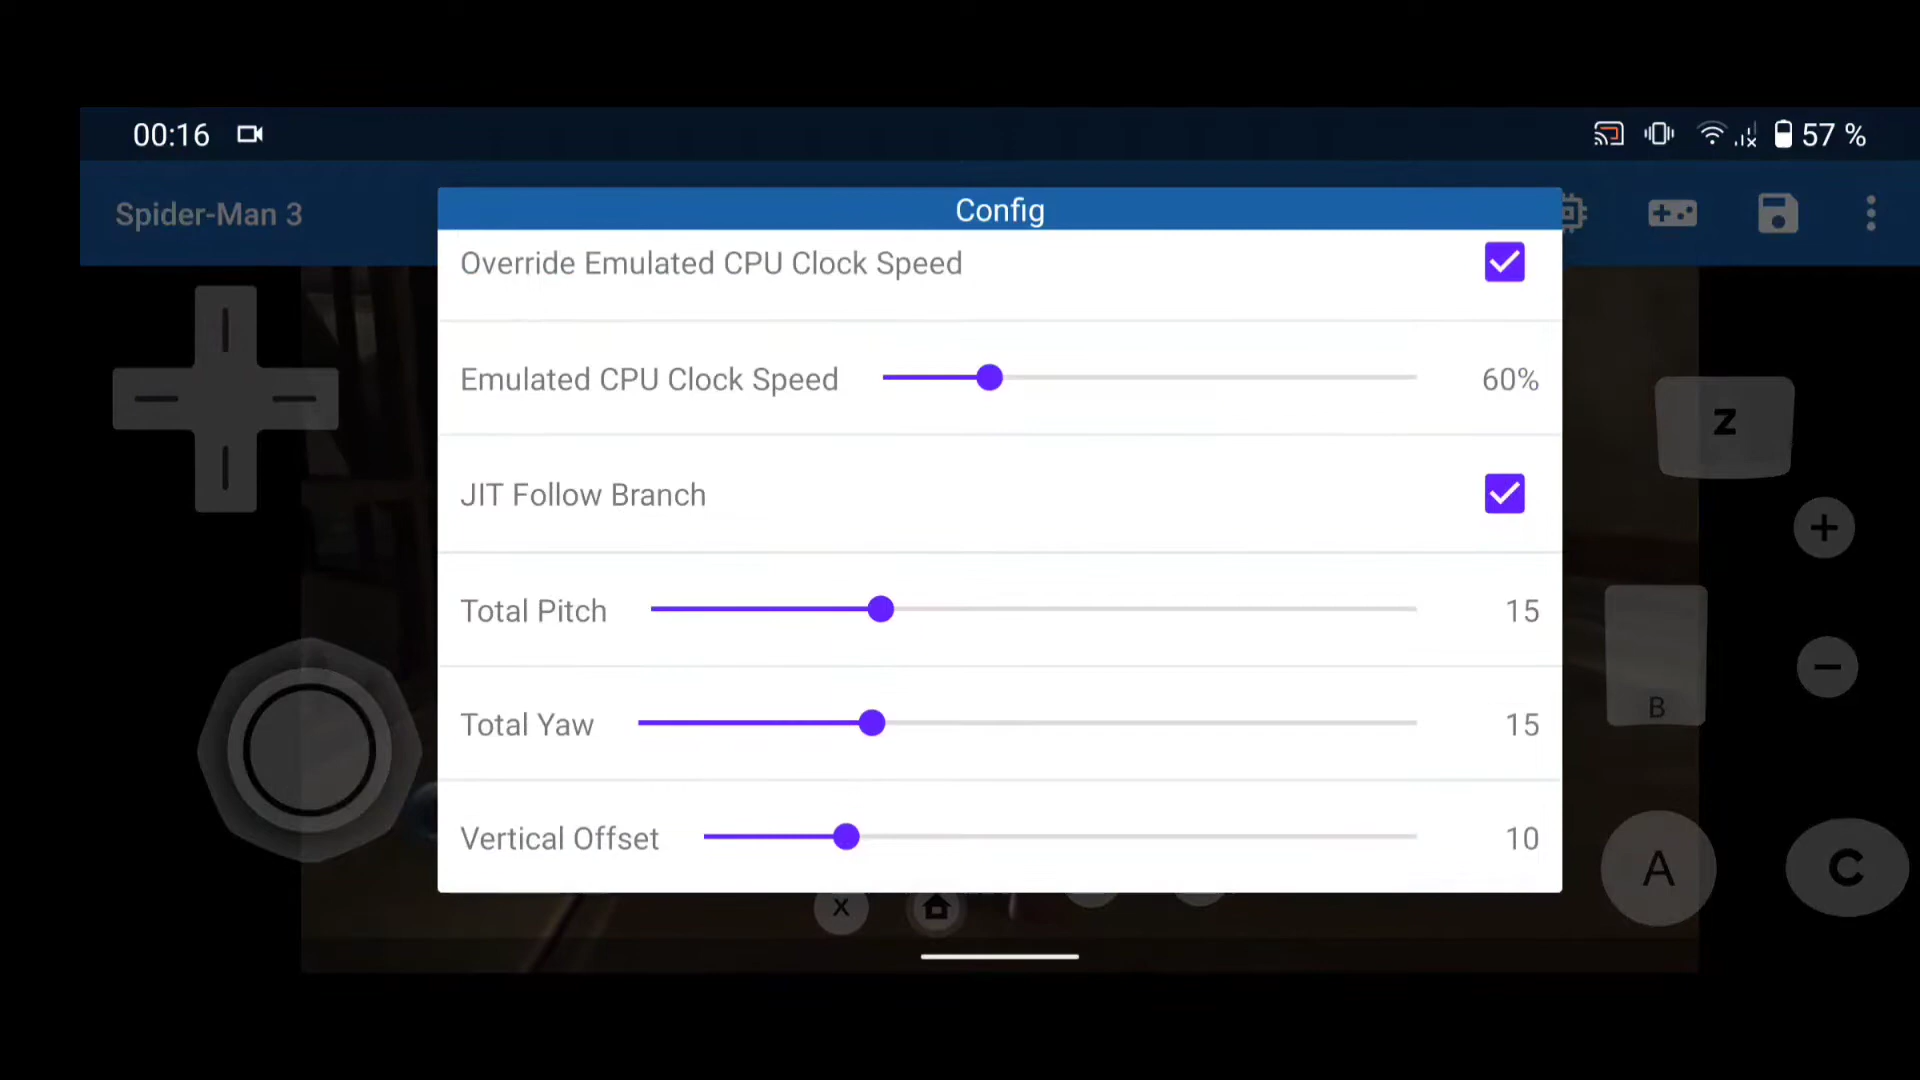 00:16
57 %
Spider-Man 3
Config
Override Emulated CPU Clock Speed
Emulated CPU Clock Speed 60%
JIT Follow Branch
Total Pitch 15
Total Yaw 15
Vertical Offset 10
Z
+
−
B
A
C
X